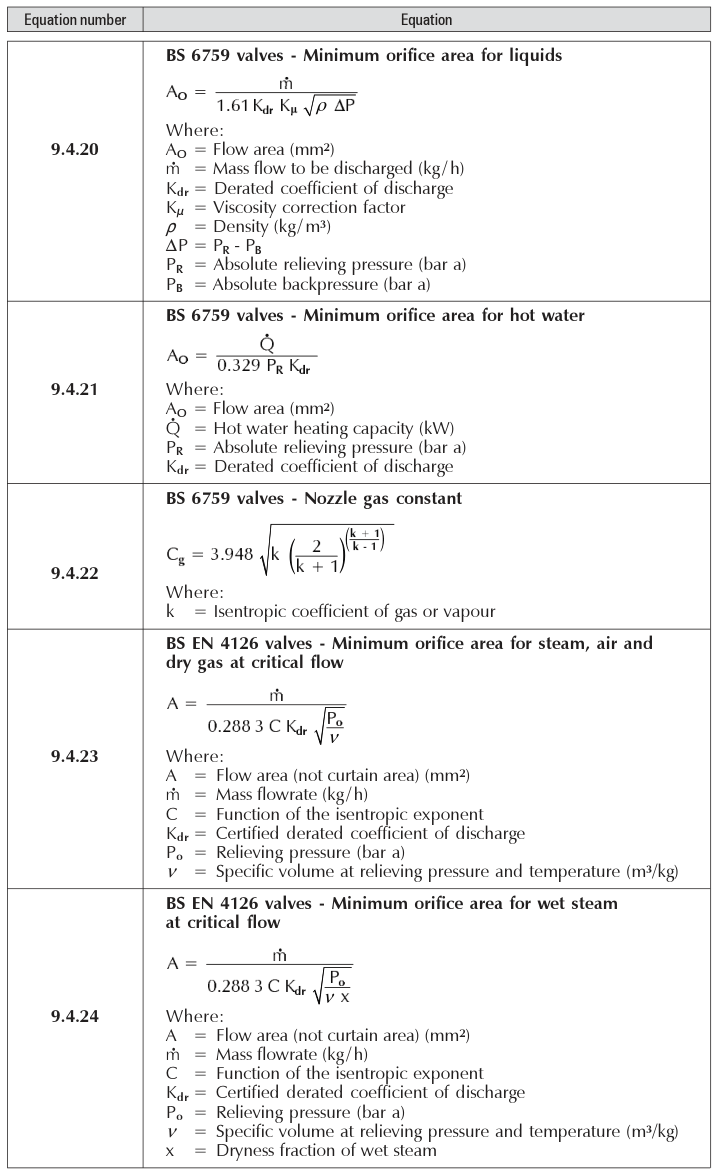 Equation number Equation
BS 6759 valves - Minimum orifice area for liquids
9.4.20
A_O = ṁ / (1.61 K_dr K_μ √(ρ ΔP))
Where:
A_O = Flow area (mm²)
ṁ = Mass flow to be discharged (kg/h)
K_dr = Derated coefficient of discharge
K_μ = Viscosity correction factor
ρ = Density (kg/m³)
ΔP = P_R - P_B
P_R = Absolute relieving pressure (bar a)
P_B = Absolute backpressure (bar a)
BS 6759 valves - Minimum orifice area for hot water
9.4.21
A_O = Q̇ / (0.329 P_R K_dr)
Where:
A_O = Flow area (mm²)
Q̇ = Hot water heating capacity (kW)
P_R = Absolute relieving pressure (bar a)
K_dr = Derated coefficient of discharge
BS 6759 valves - Nozzle gas constant
9.4.22
C_g = 3.948 √(k (2 / (k + 1))^((k + 1) / (k - 1)))
Where:
k = Isentropic coefficient of gas or vapour
BS EN 4126 valves - Minimum orifice area for steam, air and
dry gas at critical flow
9.4.23
A = ṁ / (0.288 3 C K_dr √(P_o / ν))
Where:
A = Flow area (not curtain area) (mm²)
ṁ = Mass flowrate (kg/h)
C = Function of the isentropic exponent
K_dr = Certified derated coefficient of discharge
P_o = Relieving pressure (bar a)
ν = Specific volume at relieving pressure and temperature (m³/kg)
BS EN 4126 valves - Minimum orifice area for wet steam
at critical flow
9.4.24
A = ṁ / (0.288 3 C K_dr √(P_o / (ν x)))
Where:
A = Flow area (not curtain area) (mm²)
ṁ = Mass flowrate (kg/h)
C = Function of the isentropic exponent
K_dr = Certified derated coefficient of discharge
P_o = Relieving pressure (bar a)
ν = Specific volume at relieving pressure and temperature (m³/kg)
x = Dryness fraction of wet steam